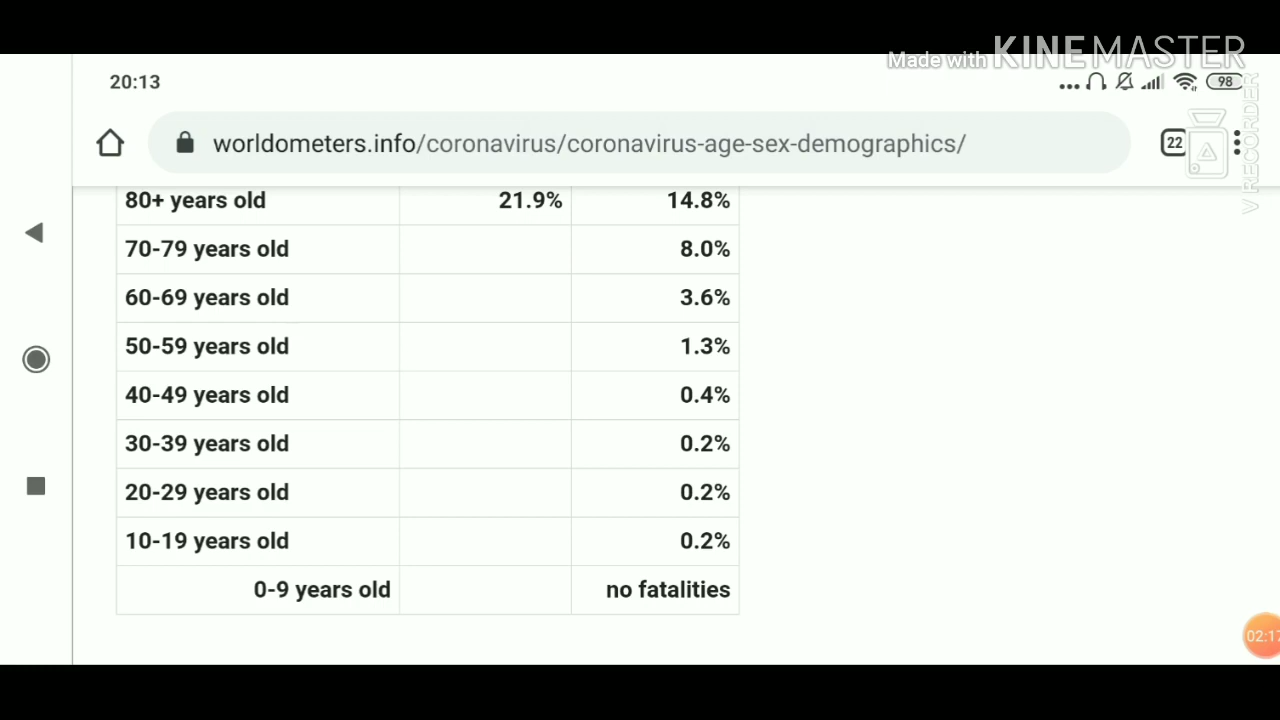 Made with KINEMASTER
20:13
98
worldometers.info/coronavirus/coronavirus-age-sex-demographics/
22
V RECORDER
80+ years old 21.9% 14.8%
70-79 years old 8.0%
60-69 years old 3.6%
50-59 years old 1.3%
40-49 years old 0.4%
30-39 years old 0.2%
20-29 years old 0.2%
10-19 years old 0.2%
0-9 years old no fatalities
02:17